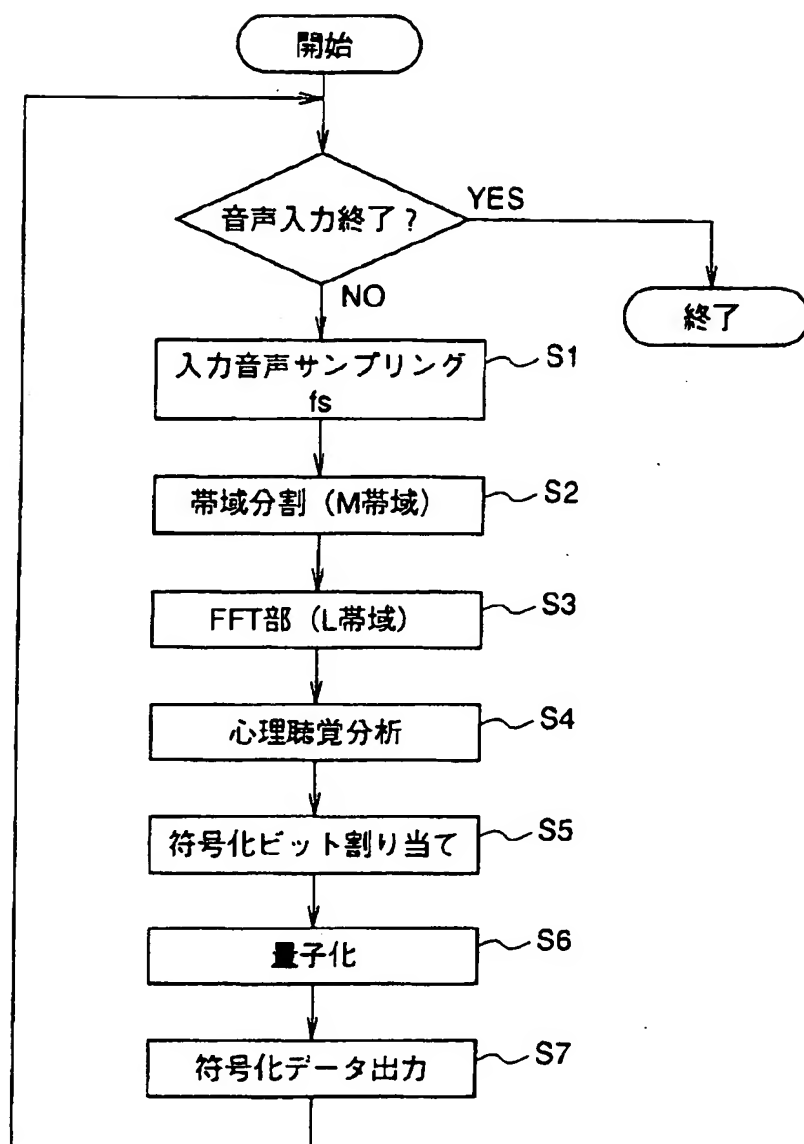 開始
音声入力終了？
YES
NO
終了
入力音声サンプリング
fs
S1
帯域分割（M帯域）
S2
FFT部（L帯域）
S3
心理聴覚分析
S4
符号化ビット割り当て
S5
量子化
S6
符号化データ出力
S7